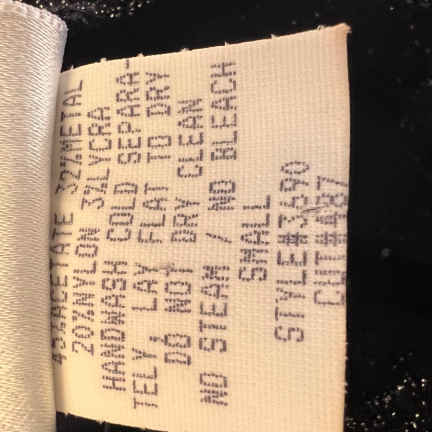 45%ACETATE 32%METAL
20%NYLON 3%LYCRA
HANDWASH COLD SEPARA-
TELY, LAY FLAT TO DRY
DO NOT DRY CLEAN
NO STEAM / NO BLEACH
SMALL
STYLE#3690
CUT#487